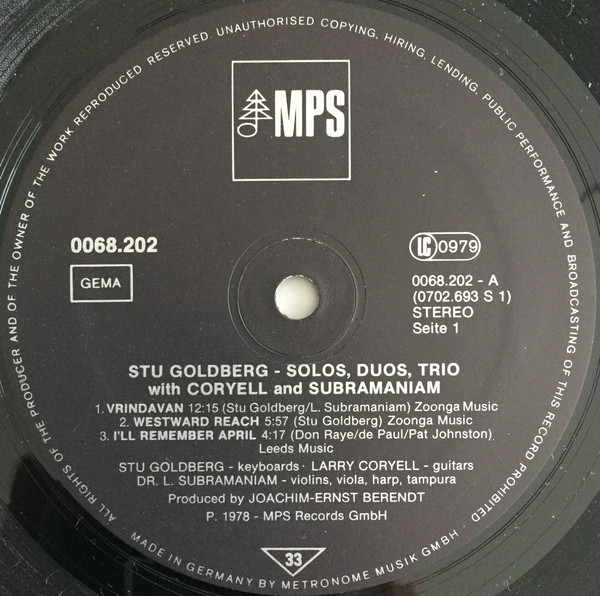 ALL RIGHTS OF THE PRODUCER AND OF THE OWNER OF THE WORK REPRODUCED RESERVED. UNAUTHORISED COPYING, HIRING, LENDING, PUBLIC PERFORMANCE AND BROADCASTING OF THIS RECORD PROHIBITED
MPS
0068.202
GEMA
LC 0979
0068.202 - A
(0702.693 S 1)
STEREO
Seite 1
STU GOLDBERG - SOLOS, DUOS, TRIO
with CORYELL and SUBRAMANIAM
1. VRINDAVAN 12:15 (Stu Goldberg/L. Subramaniam) Zoonga Music
2. WESTWARD REACH 5:57 (Stu Goldberg) Zoonga Music
3. I'LL REMEMBER APRIL 4:17 (Don Raye/de Paul/Pat Johnston)
Leeds Music
STU GOLDBERG - keyboards · LARRY CORYELL - guitars
DR. L. SUBRAMANIAM - violins, viola, harp, tampura
Produced by JOACHIM-ERNST BERENDT
P. 1978 - MPS Records GmbH
33
MADE IN GERMANY BY METRONOME MUSIK GMBH